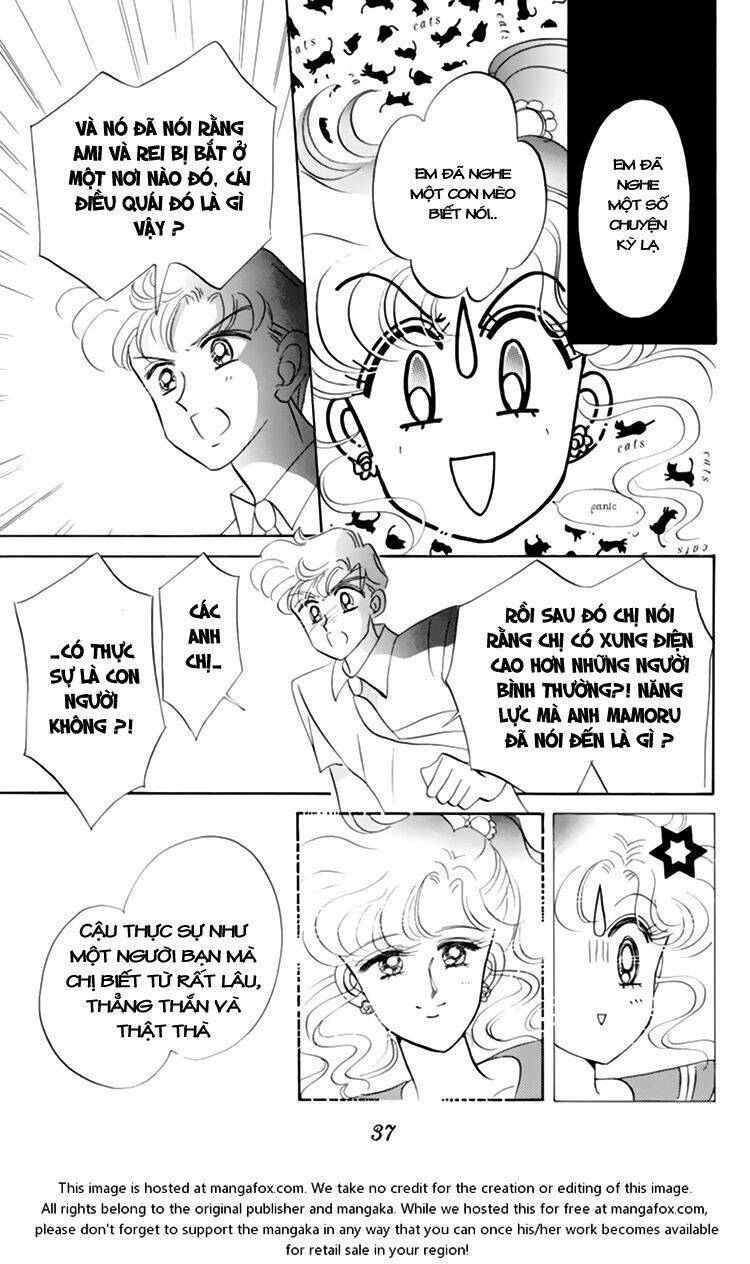 EM ĐÃ
NGHE
MỘT SỐ
CHUYỆN
KỲ LẠ
cats
cats
cats
EM ĐÃ NGHE
MỘT CON MÈO
BIẾT NÓI..
cats
cats
panic
cats
VÀ NÓ ĐÃ NÓI RẰNG
AMI VÀ REI BỊ BẮT Ở
MỘT NƠI NÀO ĐÓ, CÁI
ĐIỀU QUÁI ĐÓ LÀ GÌ
VẬY ?
RỒI SAU ĐÓ CHỊ NÓI
RẰNG CHỊ CÓ XUNG ĐIỆN
CAO HƠN NHỮNG NGƯỜI
BÌNH THƯỜNG?! NĂNG
LỰC MÀ ANH MAMORU
ĐÃ NÓI ĐẾN LÀ GÌ ?
CÁC
ANH
CHỊ...
...CÓ THỰC
SỰ LÀ CON
NGƯỜI
KHÔNG ?!
CẬU THỰC SỰ NHƯ
MỘT NGƯỜI BẠN MÀ
CHỊ BIẾT TỪ RẤT LÂU,
THẲNG THẮN VÀ
THẬT THÀ
37
This image is hosted at mangafox.com. We take no credit for the creation or editing of this image.
All rights belong to the original publisher and mangaka. While we hosted this for free at mangafox.com,
please don't forget to support the mangaka in any way that you can once his/her work becomes available
for retail sale in your region!